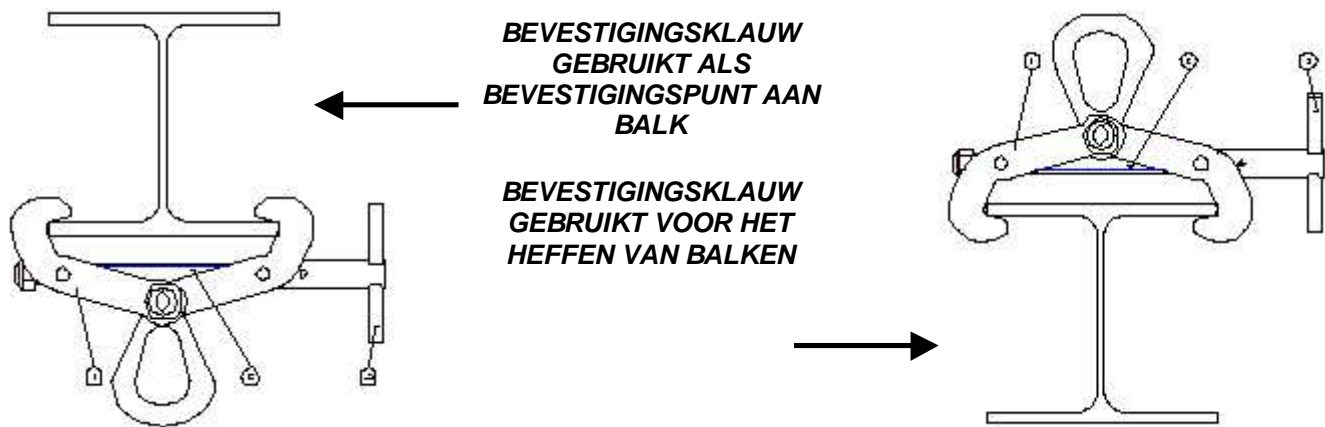 BEVESTIGINGSKLAUW
GEBRUIKT ALS
BEVESTIGINGSPUNT AAN
BALK
BEVESTIGINGSKLAUW
GEBRUIKT VOOR HET
HEFFEN VAN BALKEN